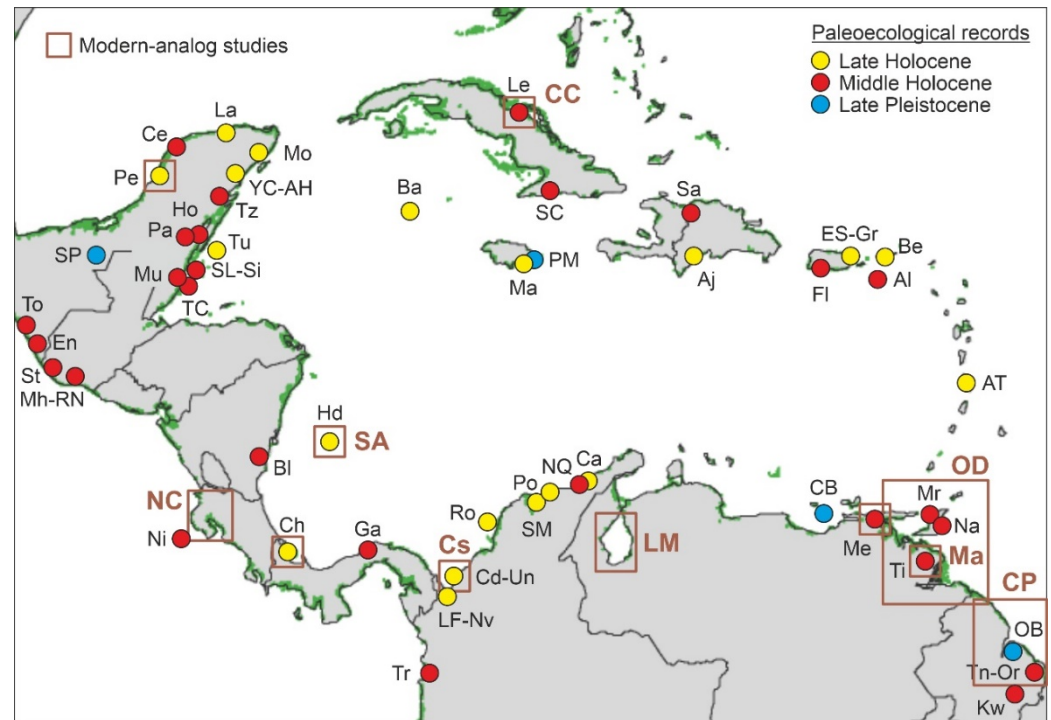 Modern-analog studies
Paleoecological records
Late Holocene
Middle Holocene
Late Pleistocene
Le
CC
La
Ce
Mo
Pe
YC-AH
Tz
Ba
SC
Sa
Ho
Pa
Tu
SP
PM
Ma
Aj
ES-Gr
Be
Fl
Al
SL-Si
Mu
TC
To
En
St
Mh-RN
AT
Hd
SA
Bl
NC
Ni
Ch
Ga
Ro
Po
NQ
Ca
SM
Cs
Cd-Un
LF-Nv
LM
CB
Me
OD
Mr
Na
Ti
Ma
CP
OB
Tn-Or
Kw
Tr